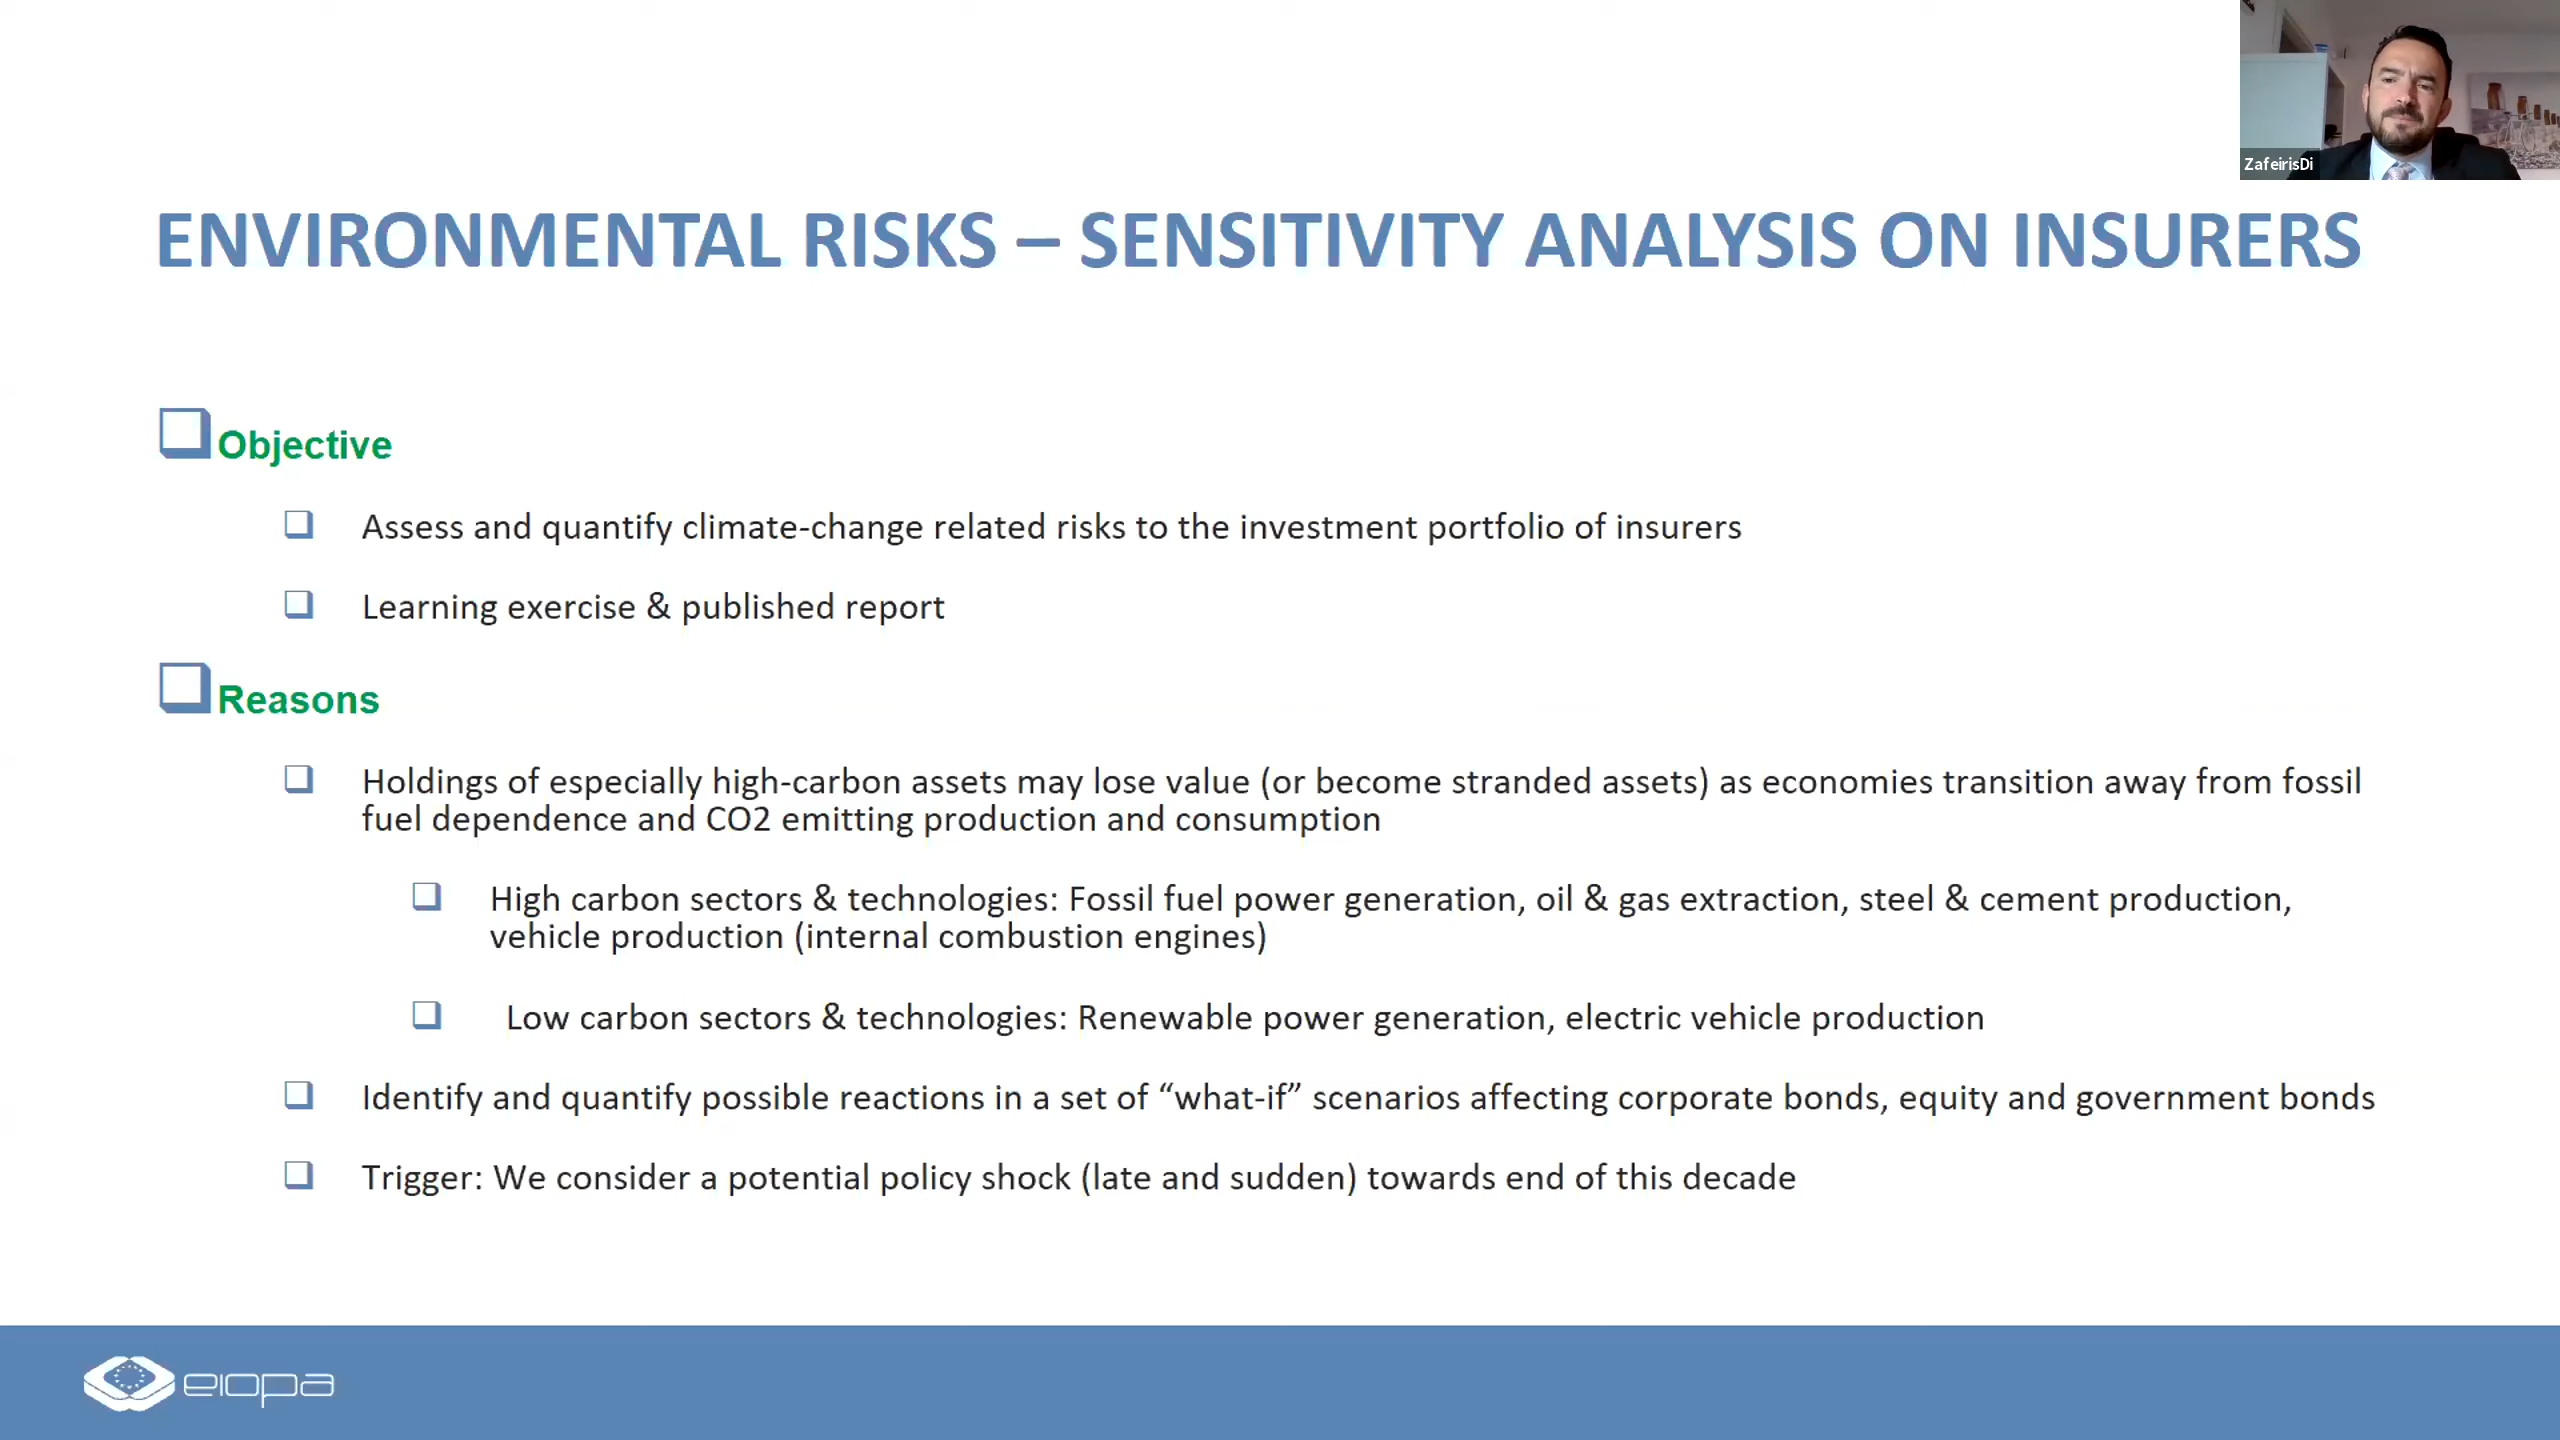 ZafeirisDi
ENVIRONMENTAL RISKS – SENSITIVITY ANALYSIS ON INSURERS
Objective
Assess and quantify climate-change related risks to the investment portfolio of insurers
Learning exercise & published report
Reasons
Holdings of especially high-carbon assets may lose value (or become stranded assets) as economies transition away from fossil
fuel dependence and CO2 emitting production and consumption
High carbon sectors & technologies: Fossil fuel power generation, oil & gas extraction, steel & cement production,
vehicle production (internal combustion engines)
Low carbon sectors & technologies: Renewable power generation, electric vehicle production
Identify and quantify possible reactions in a set of “what-if” scenarios affecting corporate bonds, equity and government bonds
Trigger: We consider a potential policy shock (late and sudden) towards end of this decade
eiopa